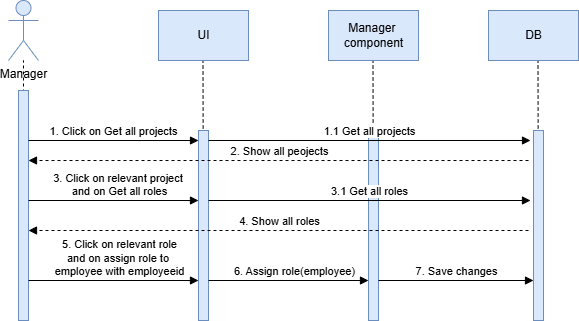 Manager
UI
Manager
component
DB
1. Click on Get all projects
1.1 Get all projects
2. Show all peojects
3. Click on relevant project
and on Get all roles
3.1 Get all roles
4. Show all roles
5. Click on relevant role
and on assign role to
employee with employeeid
6. Assign role(employee)
7. Save changes